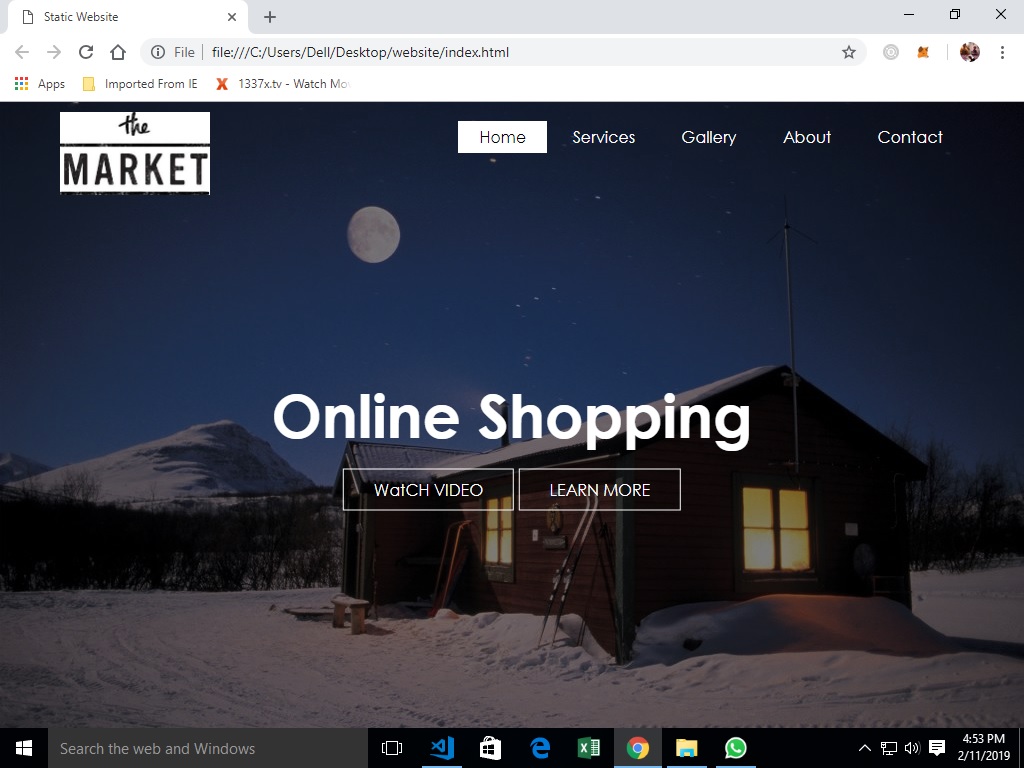 Static Website
File
file:///C:/Users/Dell/Desktop/website/index.html
Apps
Imported From IE
1337x.tv - Watch Mo
the
MARKET
Home Services Gallery About Contact
Online Shopping
WatCH VIDEO
LEARN MORE
Search the web and Windows
4:53 PM
2/11/2019